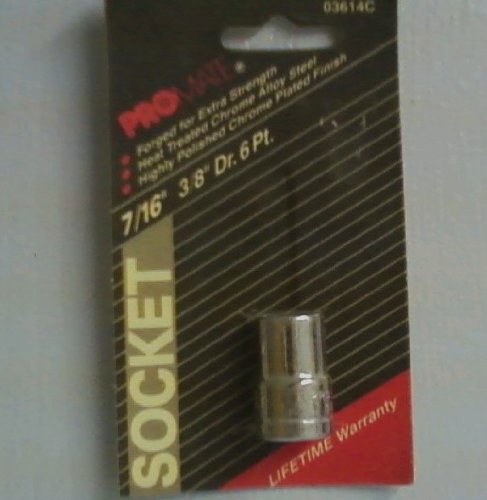 03614C
PROMATE®
• Forged for Extra Strength
• Heat Treated Chrome Alloy Steel
• Highly Polished Chrome Plated Finish
7/16" 3/8" Dr. 6 Pt.
SOCKET
LIFETIME Warranty